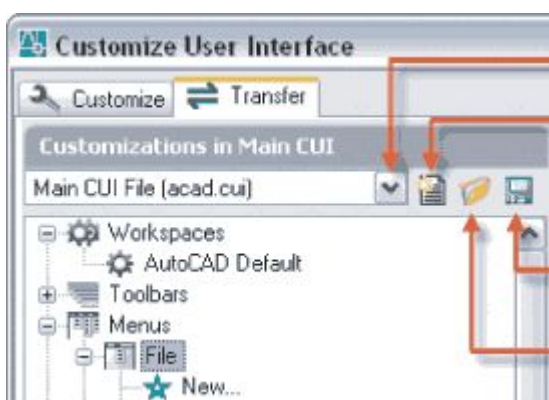 Customize User Interface
Customize Transfer
Customizations in Main CUI
Main CUI File (acad.cui)
Workspaces
AutoCAD Default
Toolbars
Menus
File
New...